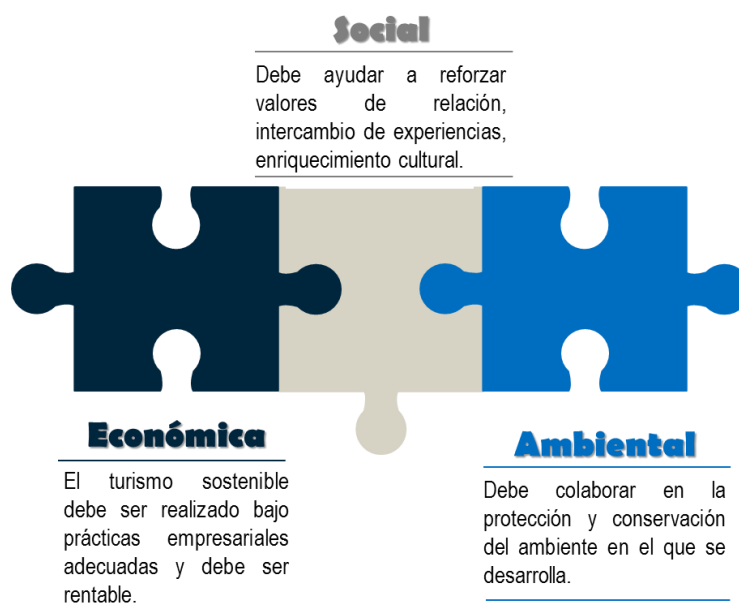 Social
Debe ayudar a reforzar
valores de relación,
intercambio de experiencias,
enriquecimiento cultural.
Económica
El turismo sostenible
debe ser realizado bajo
prácticas empresariales
adecuadas y debe ser
rentable.
Ambiental
Debe colaborar en la
protección y conservación
del ambiente en el que se
desarrolla.